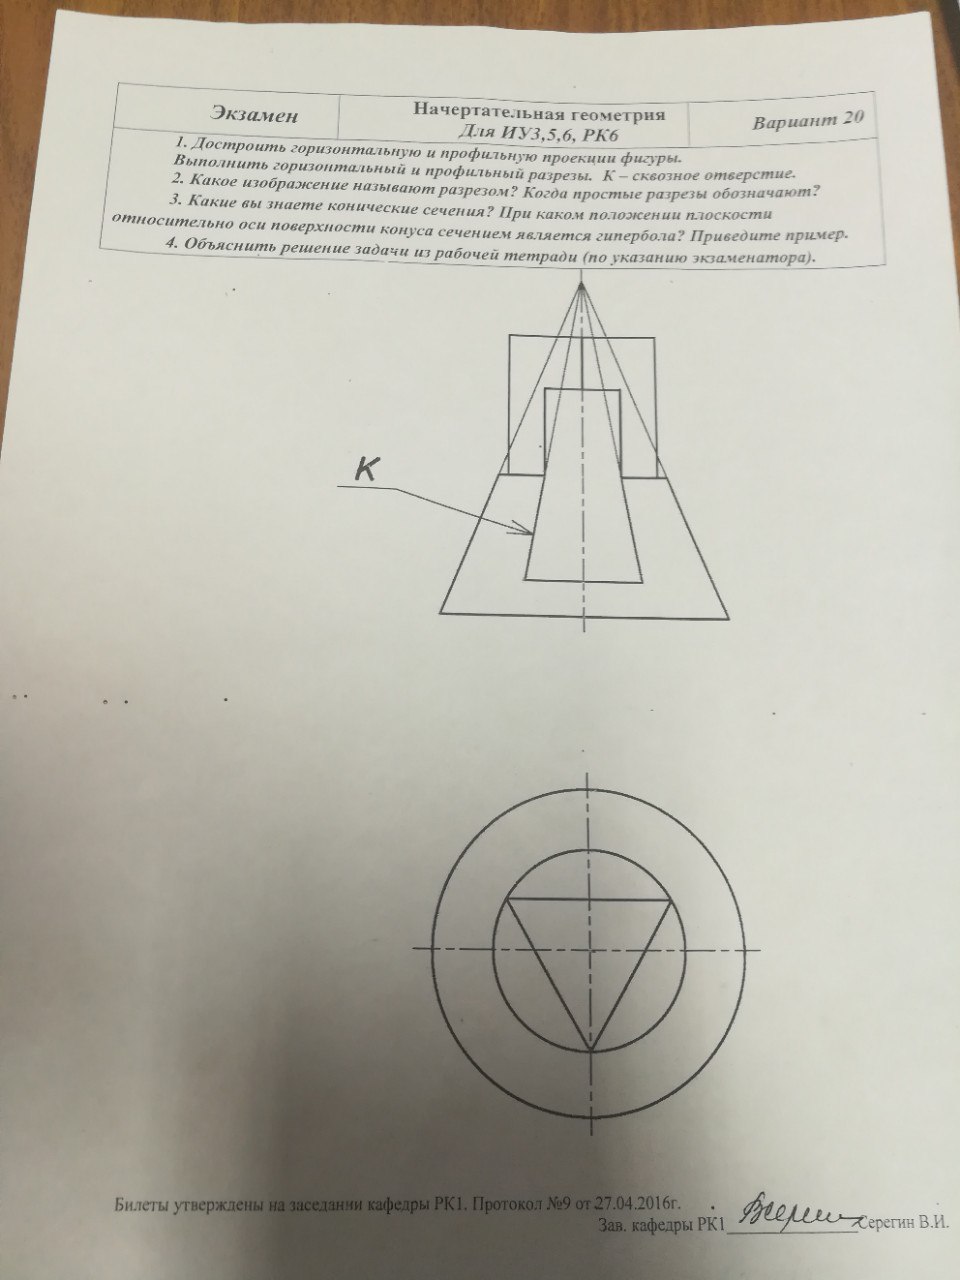 Экзамен
Начертательная геометрия
Для ИУ3,5,6, РК6
Вариант 20
1. Достроить горизонтальную и профильную проекции фигуры.
Выполнить горизонтальный и профильный разрезы. К – сквозное отверстие.
2. Какое изображение называют разрезом? Когда простые разрезы обозначают?
3. Какие вы знаете конические сечения? При каком положении плоскости
относительно оси поверхности конуса сечением является гипербола? Приведите пример.
4. Объяснить решение задачи из рабочей тетради (по указанию экзаменатора).
К
Билеты утверждены на заседании кафедры РК1. Протокол №9 от 27.04.2016г.
Зав. кафедры РК1 Серегин В.И.